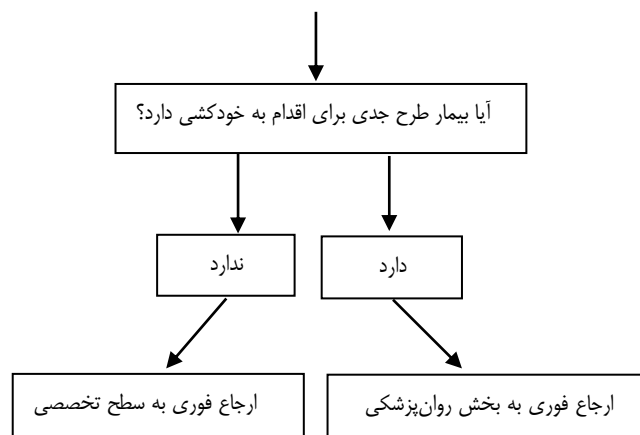 آیا بیمار طرح جدی برای اقدام به خودکشی دارد؟
دارد
ندارد
ارجاع فوری به بخش روان‌پزشکی
ارجاع فوری به سطح تخصصی